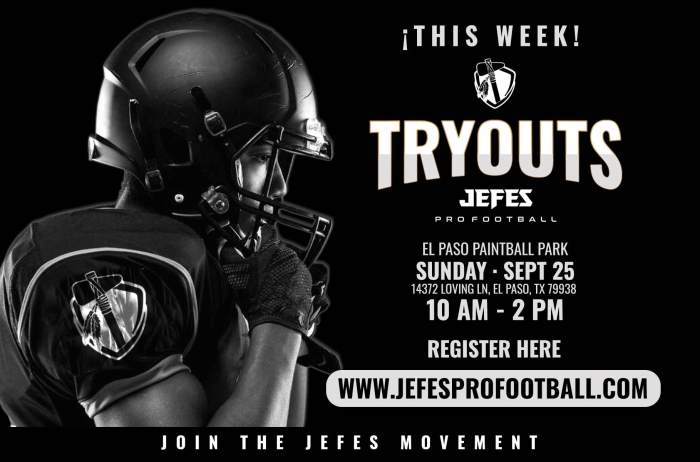 ¡THIS WEEK!
TRYOUTS
JEFES
PRO FOOTBALL
EL PASO PAINTBALL PARK
SUNDAY · SEPT 25
14372 LOVING LN, EL PASO, TX 79938
10 AM - 2 PM
REGISTER HERE
WWW.JEFESPROFOOTBALL.COM
JOIN THE JEFES MOVEMENT